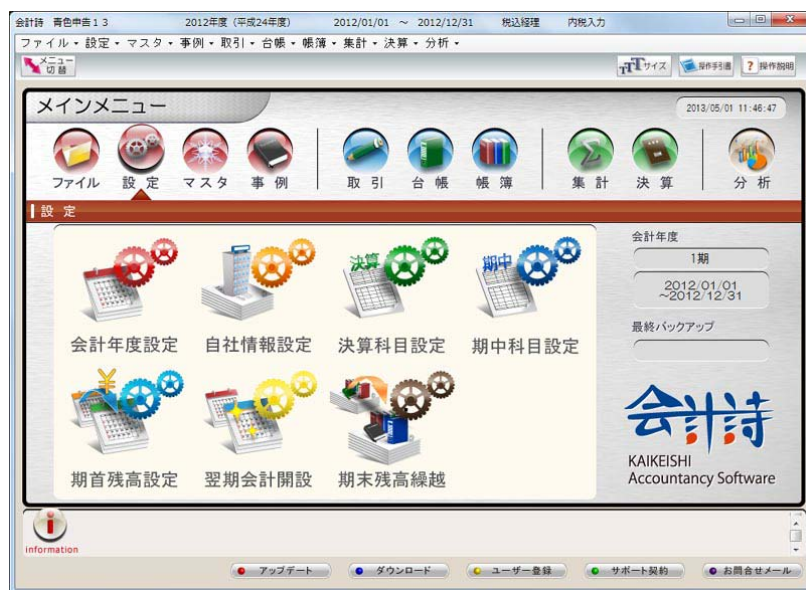 会計詩 青色申告13 2012年度（平成24年度） 2012/01/01 ～ 2012/12/31 税込経理 内税入力
ファイル・設定・マスタ・事例・取引・台帳・帳簿・集計・決算・分析・
メニュー
切替
サイズ 操作手引書 操作説明
メインメニュー 2013/05/01 11:46:47
ファイル 設定 マスタ 事例 取引 台帳 帳簿 集計 決算 分析
設定
会計年度
1期
2012/01/01
～2012/12/31
決算 期中
会計年度設定 自社情報設定 決算科目設定 期中科目設定
最終バックアップ
期首残高設定 翌期会計開設 期末残高繰越
会計詩
KAIKEISHI
Accountancy Software
information
アップデート ダウンロード ユーザー登録 サポート契約 お問合せメール